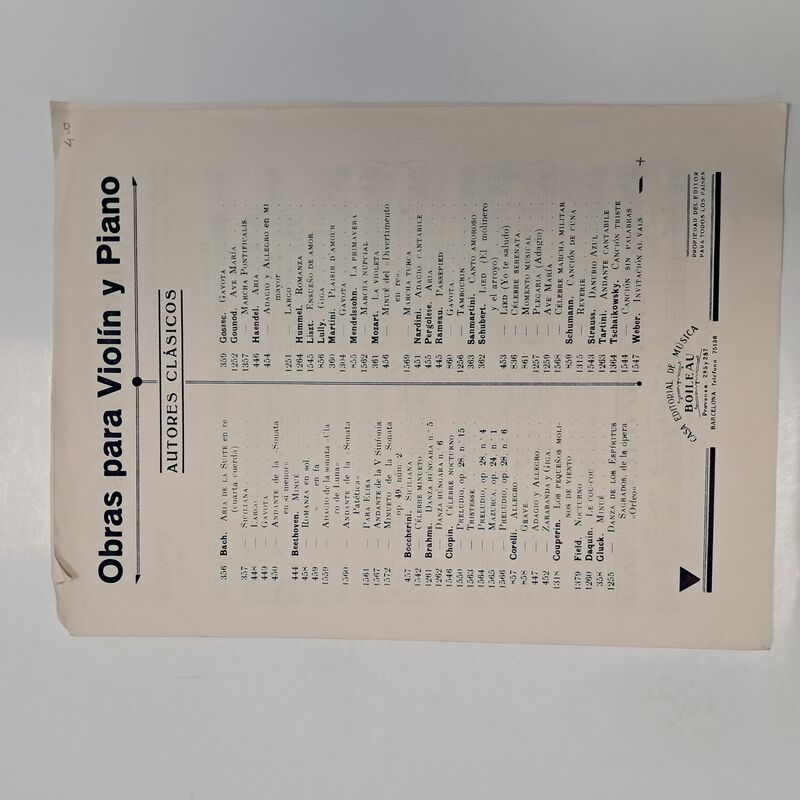 4-0
Obras para Violín y Piano
AUTORES CLÁSICOS
356 Bach. ARIA DE LA SUITE en re
(cuarta cuerda)
357 — SICILIANA
448 — LARGO
449 — GAVOTA
450 — ANDANTE de la Sonata
en si menor»
444 Beethoven. MINUÉ
458 — ROMANZA en sol
459 — » en fa
1559 — ADAGIO de la sonata «Cla
ro de Luna»
1560 — ANDANTE de la Sonata
Patética»
1561 — PARA ELISA
1567 — ANDANTE de la V Sinfonía
1572 — MINUETO de la Sonata
op. 49, núm 2
457 Boccherini. SICILIANA
1542 — CÉLEBRE MINUETO
1261 Brahms. DANZA HÚNGARA n.º 5
1262 — DANZA HÚNGARA n.º 6
1546 Chopin. CÉLEBRE NOCTURNO
1550 — PRELUDIO, op. 28, n.º 15
1563 — TRISTESSE
1564 — PRELUDIO, op. 28, n.º 4
1565 — MAZURCA, op. 24, n.º 1
1566 — PRELUDIO, op. 28, n.º 6
857 Corelli. ALLEGRO
858 — GRAVE
447 — ADAGIO y ALLEGRO
452 — ZARABANDA y GIGA
1318 Couperin. LOS PEQUEÑOS MOLI-
NOS DE VIENTO
1379 Field. NOCTURNO
1260 Daquin. LE COU-COU
358 Gluck. MINUÉ
1255 — DANZA DE LOS ESPÍRITUS
SAGRADOS, de la ópera
«Orfeo»
359 Gossec. GAVOTA
1252 Gounod. AVE MARÍA
1357 — MARCHA PONTIFICALIS
446 Haendel. ARIA
454 — ADAGIO y ALLEGRO EN MI
mayor
1251 — LARGO
1264 Hummel. ROMANZA
1545 Liszt. ENSUEÑO DE AMOR
856 Lully. GIGA
360 Martini. PLAISIR D'AMOUR
1304 — GAVOTA
855 Mendelssohn. LA PRIMAVERA
1562 — MARCHA NUPCIAL
361 Mozart. LA VIOLETA
456 — MINUÉ del «Divertimento
en re»
1569 — MARCHA TURCA
451 Nardini. ADAGIO CANTABILE
455 Pergolese. ARIA
445 Rameau. PASSEPIED
860 — GAVOTA
1256 — TAMBOURIN
363 Sanmartini. CANTO AMOROSO
362 Schubert. LIED (El molinero
y el arroyo)
453 — LIED (Yo te saludo)
836 — CÉLEBRE SERENATA
861 — MOMENTO MUSICAL
1257 — PLEGARIA (Adagio)
1259 — AVE MARÍA
1568 — CÉLEBRE MARCHA MILITAR
859 Schumann. CANCIÓN DE CUNA
1315 — REVERIE
1543 Strauss. DANUBIO AZUL
1263 Tartini. ANDANTE CANTABILE
1364 Tschaikowsky. CANCIÓN TRISTE
1544 — CANCIÓN SIN PALABRAS
1547 Weber. INVITACIÓN AL VALS
CASA EDITORIAL DE MÚSICA
BOILEAU
Provenza, 285 y 287
BARCELONA Teléfono 75138
PROPIEDAD DEL EDITOR
PARA TODOS LOS PAISES